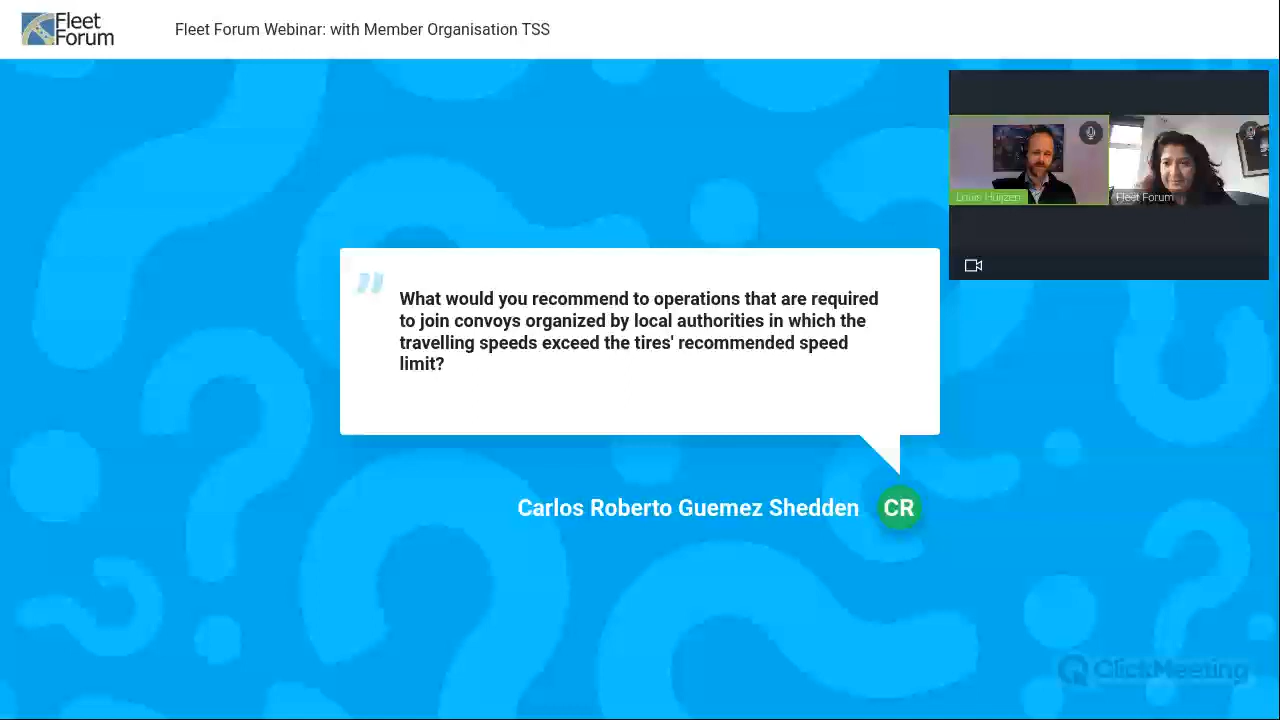 Fleet
Forum
Fleet Forum Webinar: with Member Organisation TSS
Louis Huijzen
Fleet Forum
What would you recommend to operations that are required
to join convoys organized by local authorities in which the
travelling speeds exceed the tires' recommended speed
limit?
Carlos Roberto Guemez Shedden
CR
ClickMeeting